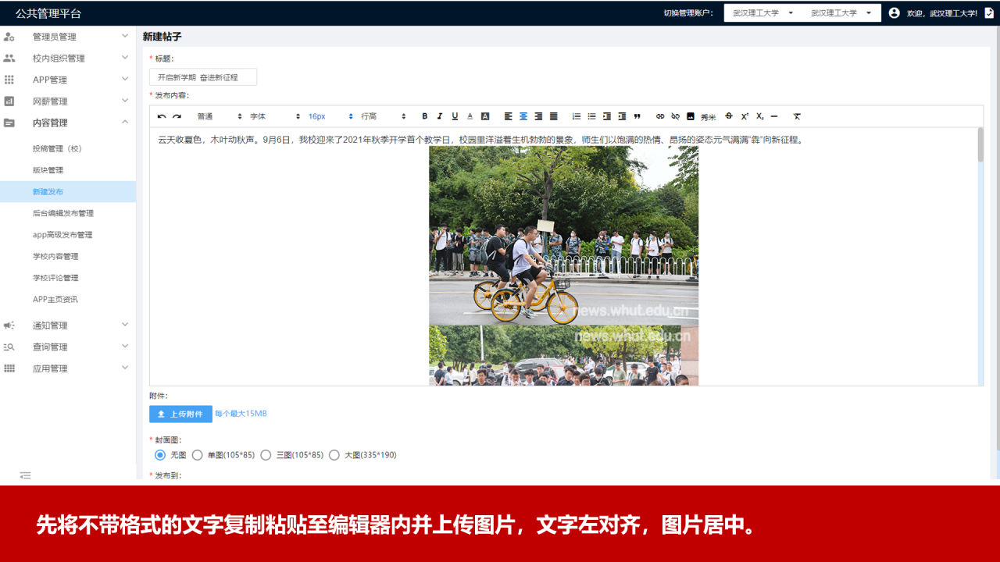 公共管理平台
切换管理账户: 武汉理工大学 武汉理工大学 欢迎, 武汉理工大学!
管理员管理
校内组织管理
APP管理
网薪管理
内容管理
投稿管理（校）
版块管理
新建发布
后台编辑发布管理
app高级发布管理
学校内容管理
学校评论管理
APP主页资讯
通知管理
查询管理
应用管理
新建帖子
* 标题:
开启新学期 奋进新征程
* 发布内容:
普通 字体 16px 行高 B I U A A 秀米 S X² X₂
云天收夏色，木叶动秋声。9月6日，我校迎来了2021年秋季开学首个教学日，校园里洋溢着生机勃勃的景象，师生们以饱满的热情、昂扬的姿态元气满满“犇”向新征程。
news.whut.edu.cn
news.whut.edu.cn
附件:
上传附件 每个最大15MB
* 封面图:
无图 单图(105*85) 三图(105*85) 大图(335*190)
* 发布到:
先将不带格式的文字复制粘贴至编辑器内并上传图片，文字左对齐，图片居中。